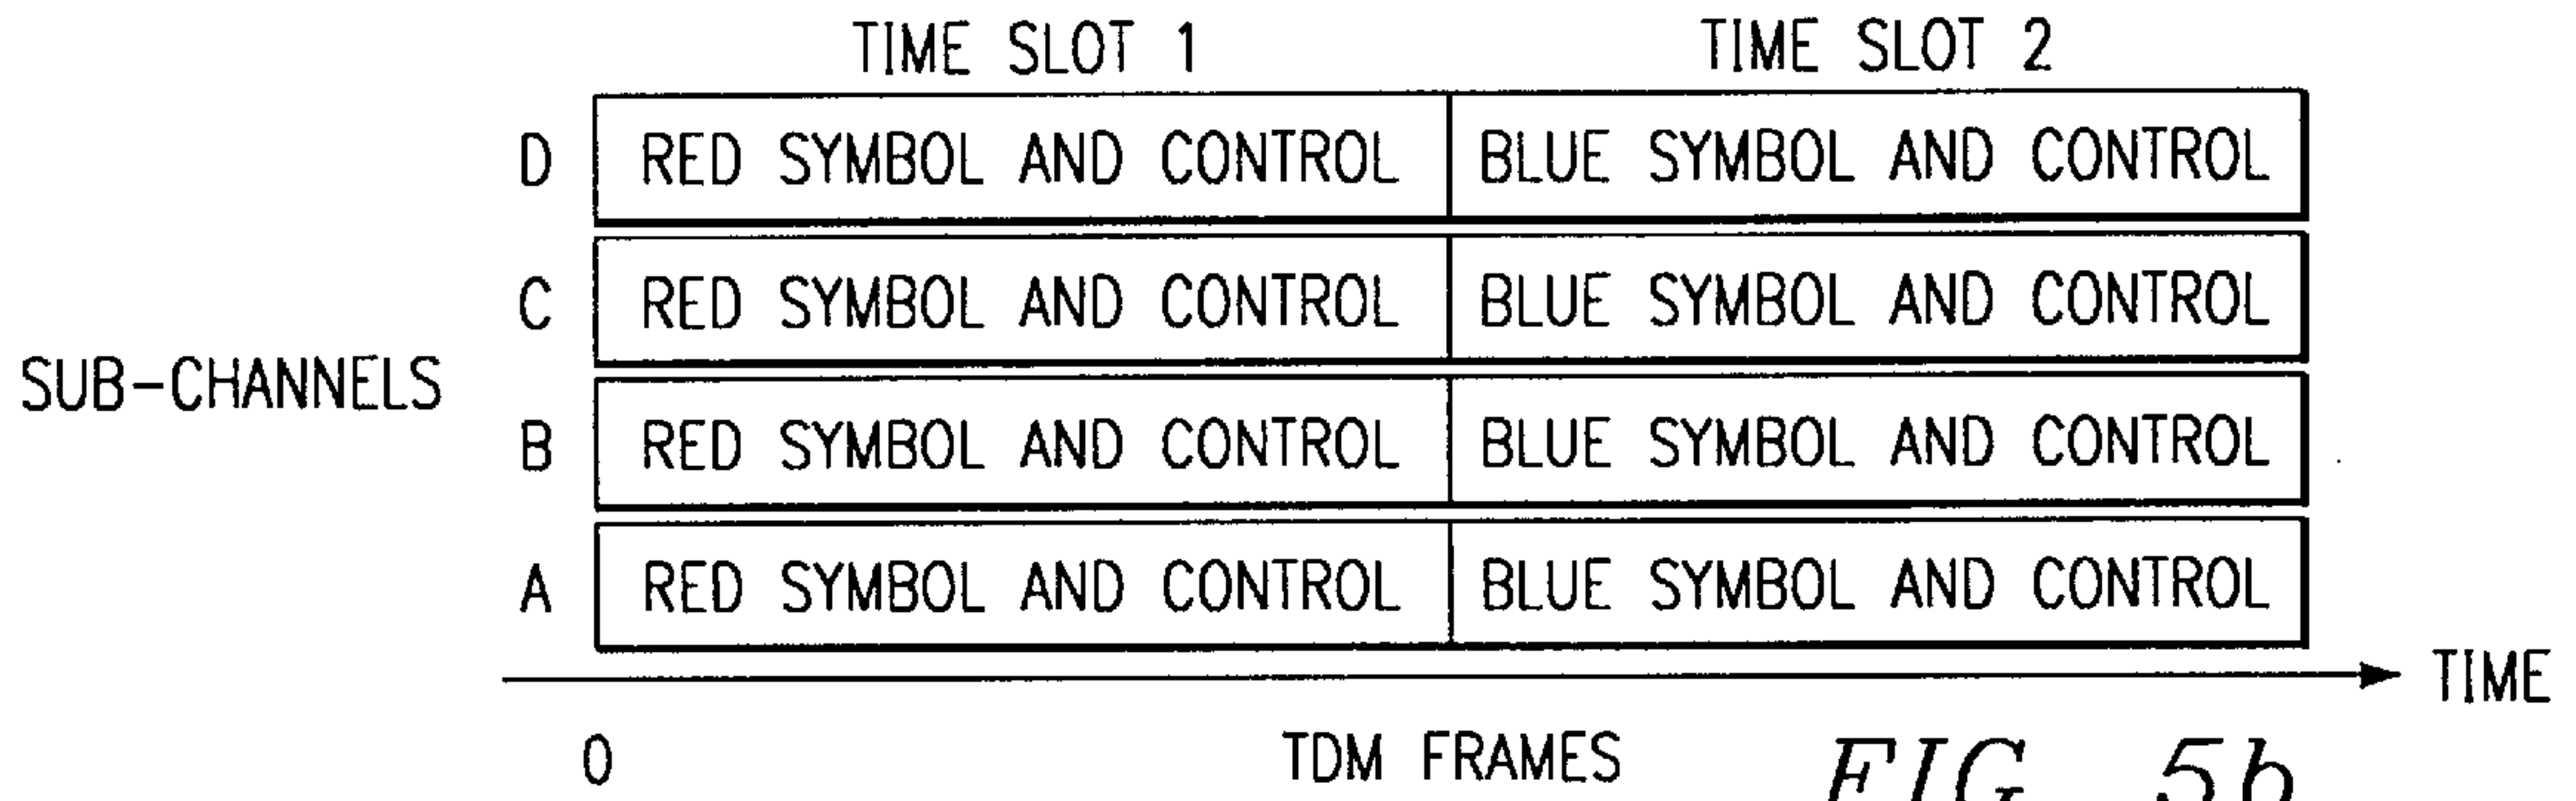 TIME SLOT 1 TIME SLOT 2
D RED SYMBOL AND CONTROL BLUE SYMBOL AND CONTROL
C RED SYMBOL AND CONTROL BLUE SYMBOL AND CONTROL
SUB-CHANNELS
B RED SYMBOL AND CONTROL BLUE SYMBOL AND CONTROL
A RED SYMBOL AND CONTROL BLUE SYMBOL AND CONTROL
TIME
0 TDM FRAMES FIG. 5b